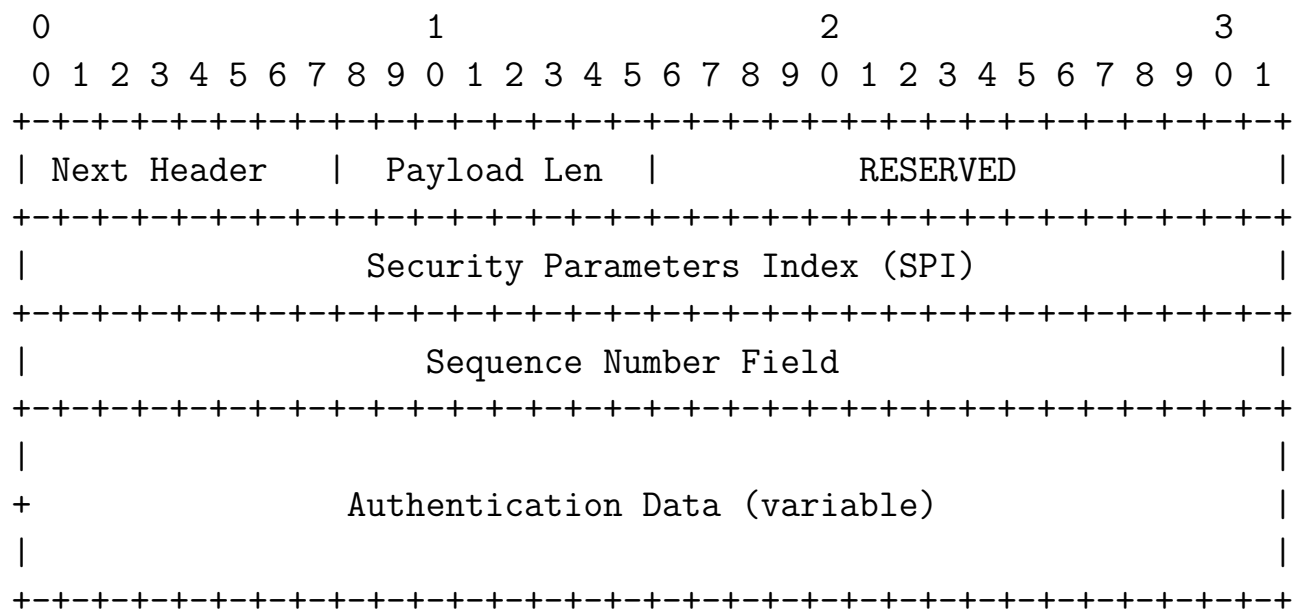 0                   1                   2                   3
 0 1 2 3 4 5 6 7 8 9 0 1 2 3 4 5 6 7 8 9 0 1 2 3 4 5 6 7 8 9 0 1
+-+-+-+-+-+-+-+-+-+-+-+-+-+-+-+-+-+-+-+-+-+-+-+-+-+-+-+-+-+-+-+-+
| Next Header   |  Payload Len  |          RESERVED             |
+-+-+-+-+-+-+-+-+-+-+-+-+-+-+-+-+-+-+-+-+-+-+-+-+-+-+-+-+-+-+-+-+
|                 Security Parameters Index (SPI)               |
+-+-+-+-+-+-+-+-+-+-+-+-+-+-+-+-+-+-+-+-+-+-+-+-+-+-+-+-+-+-+-+-+
|                    Sequence Number Field                      |
+-+-+-+-+-+-+-+-+-+-+-+-+-+-+-+-+-+-+-+-+-+-+-+-+-+-+-+-+-+-+-+-+
|                                                               |
+                Authentication Data (variable)                 |
|                                                               |
+-+-+-+-+-+-+-+-+-+-+-+-+-+-+-+-+-+-+-+-+-+-+-+-+-+-+-+-+-+-+-+-+